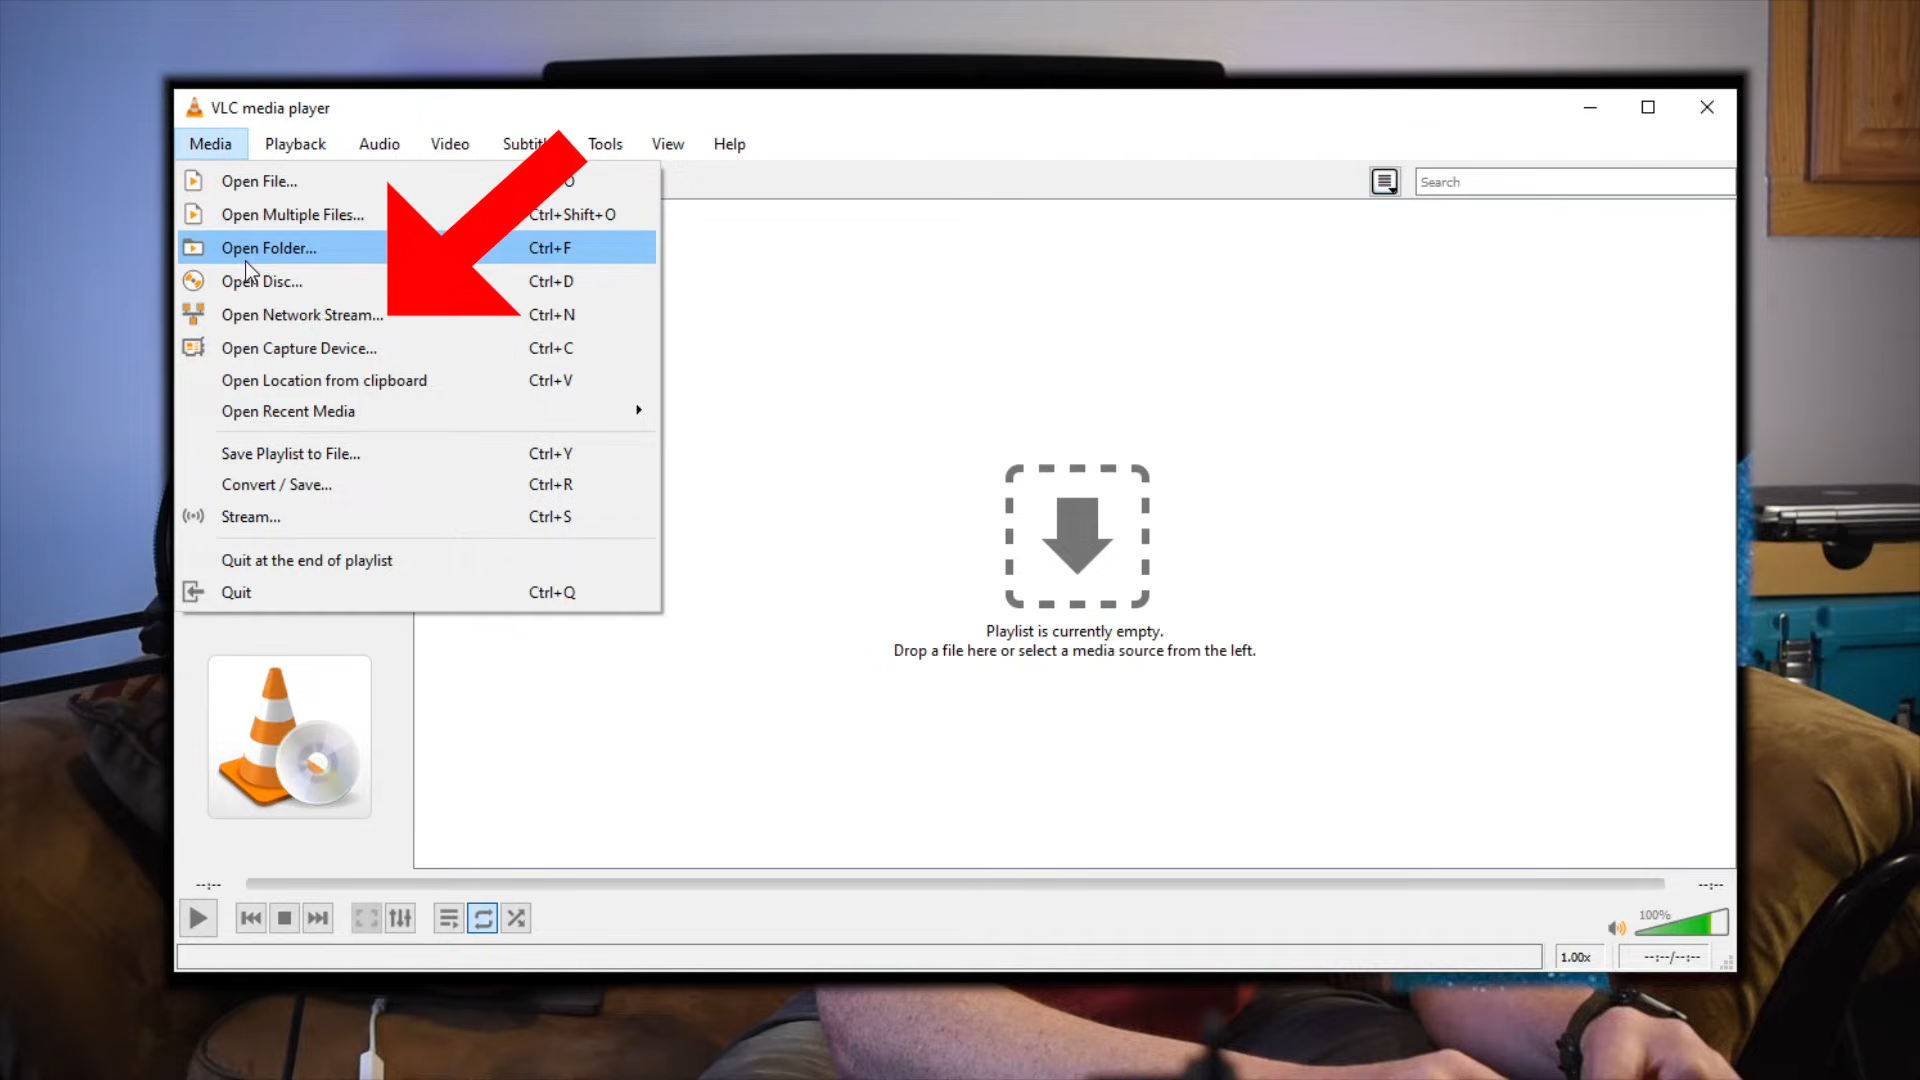 VLC media player
Media Playback Audio Video Tools View Help
Open File...
Open Multiple Files... Ctrl+Shift+O
Open Folder... Ctrl+F
Open Disc... Ctrl+D
Open Network Stream... Ctrl+N
Open Capture Device... Ctrl+C
Open Location from clipboard Ctrl+V
Open Recent Media
Save Playlist to File... Ctrl+Y
Convert / Save... Ctrl+R
Stream... Ctrl+S
Quit at the end of playlist
Quit Ctrl+Q
Search
Playlist is currently empty.
Drop a file here or select a media source from the left.
--:-- --:--
100%
1.00x --:--/--:--